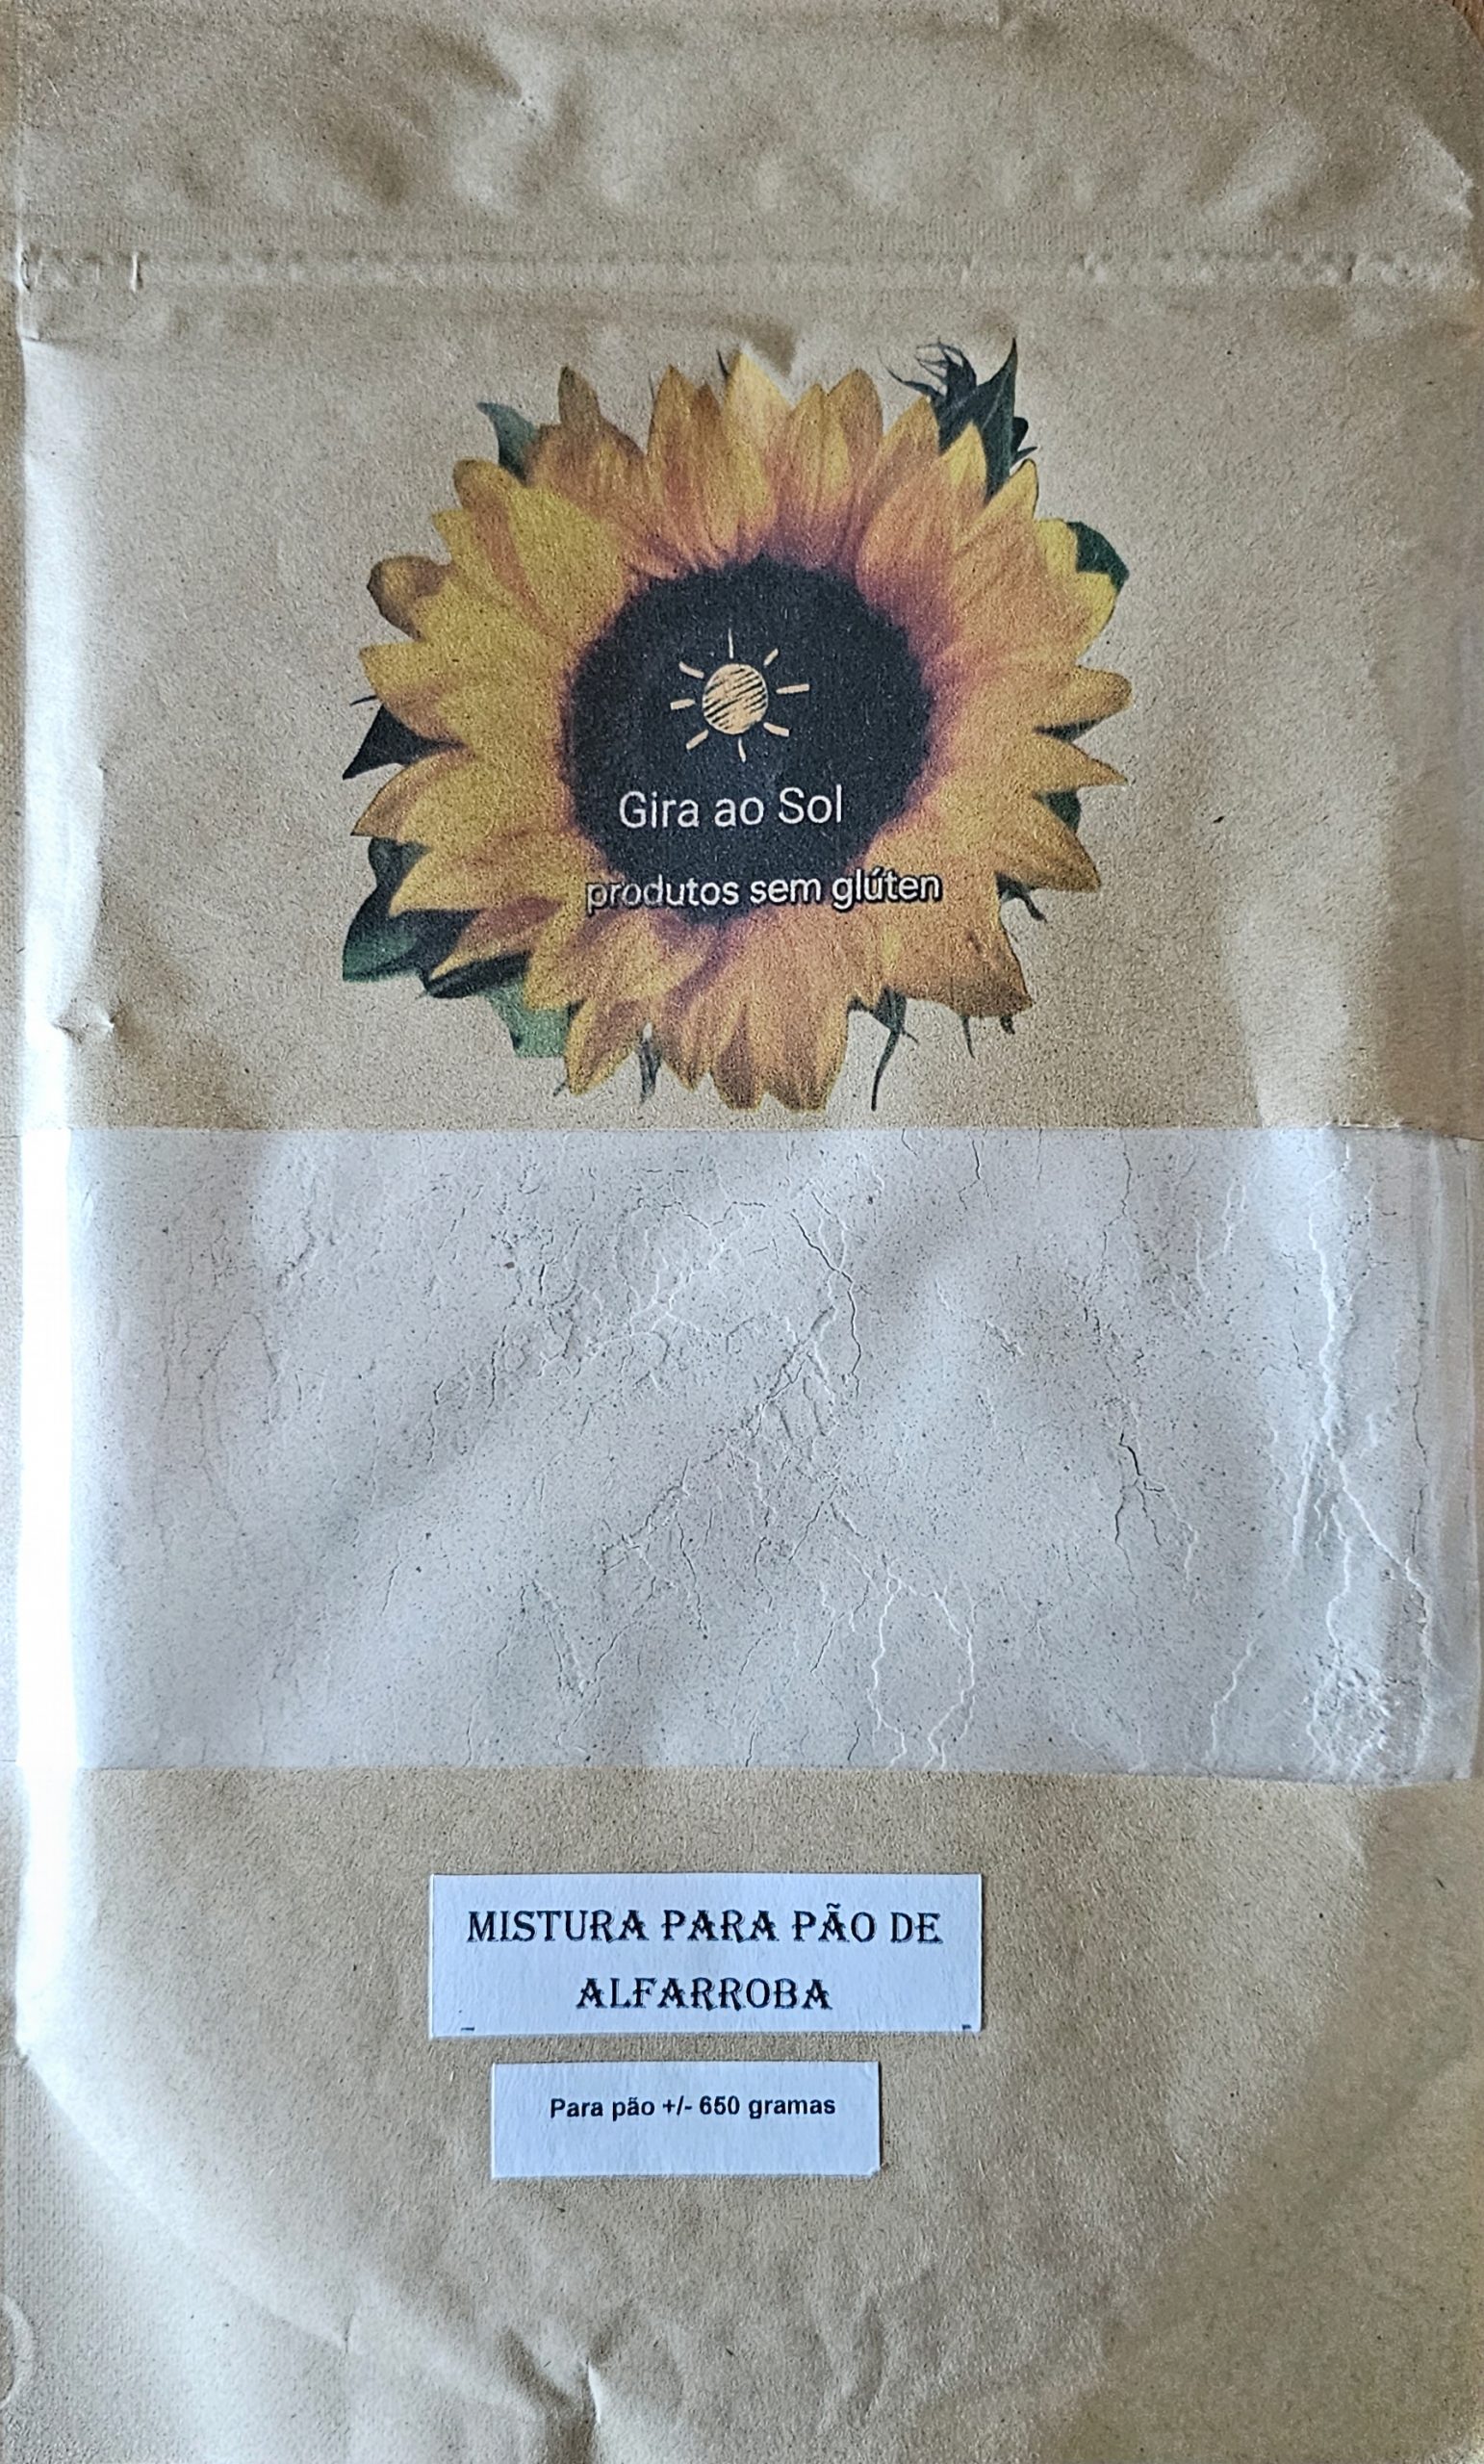 Gira ao Sol
produtos sem glúten
MISTURA PARA PÃO DE
ALFARROBA
Para pão +/- 650 gramas